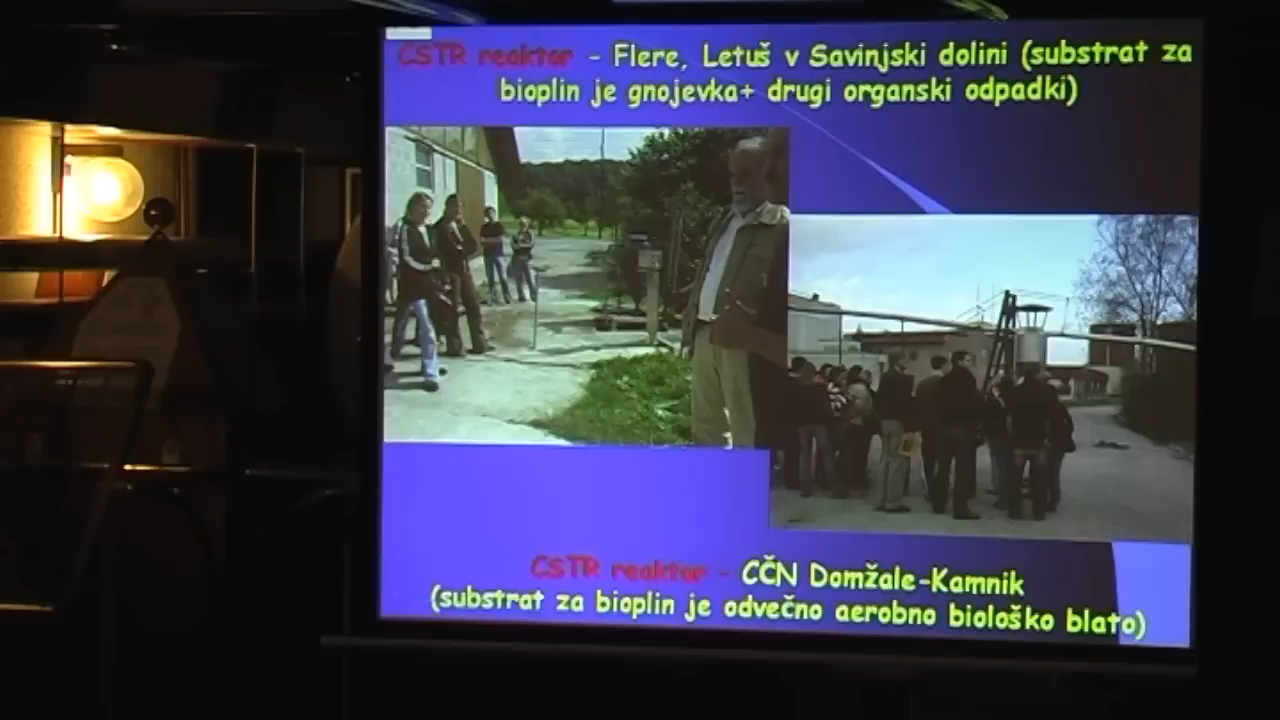 CSTR reaktor - Flere, Letuš v Savinjski dolini (substrat za
bioplin je gnojevka+ drugi organski odpadki)
CSTR reaktor - CČN Domžale-Kamnik
(substrat za bioplin je odvečno aerobno biološko blato)